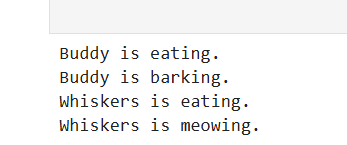 Buddy is eating.
Buddy is barking.
Whiskers is eating.
Whiskers is meowing.